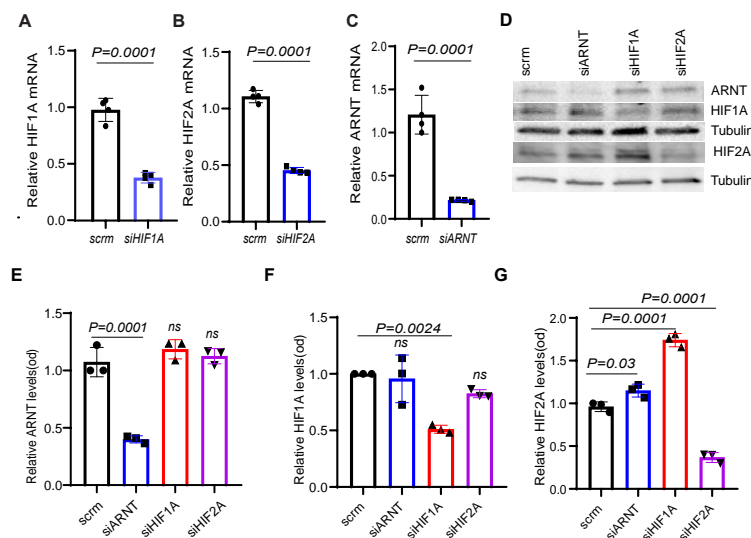 A
Relative HIF1A mRNA
1.5
1.0
0.5
0.0
P=0.0001
scrm
siHIF1A
B
Relative HIF2A mRNA
1.5
1.0
0.5
0.0
P=0.0001
scrm
siHIF2A
C
Relative ARNT mRNA
2.0
1.5
1.0
0.5
0.0
P=0.0001
scrm
siARNT
D
scrm
siARNT
siHIF1A
siHIF2A
ARNT
HIF1A
Tubulin
HIF2A
Tubulin
E
Relative ARNT levels(od)
1.5
1.0
0.5
0.0
P=0.0001
ns
ns
scrm
siARNT
siHIF1A
siHIF2A
F
Relative HIF1A levels(od)
1.5
1.0
0.5
0.0
P=0.0024
ns
ns
scrm
siARNT
siHIF1A
siHIF2A
G
Relative HIF2A levels(od)
2.0
1.5
1.0
0.5
0.0
P=0.0001
P=0.0001
P=0.03
scrm
siARNT
siHIF1A
siHIF2A